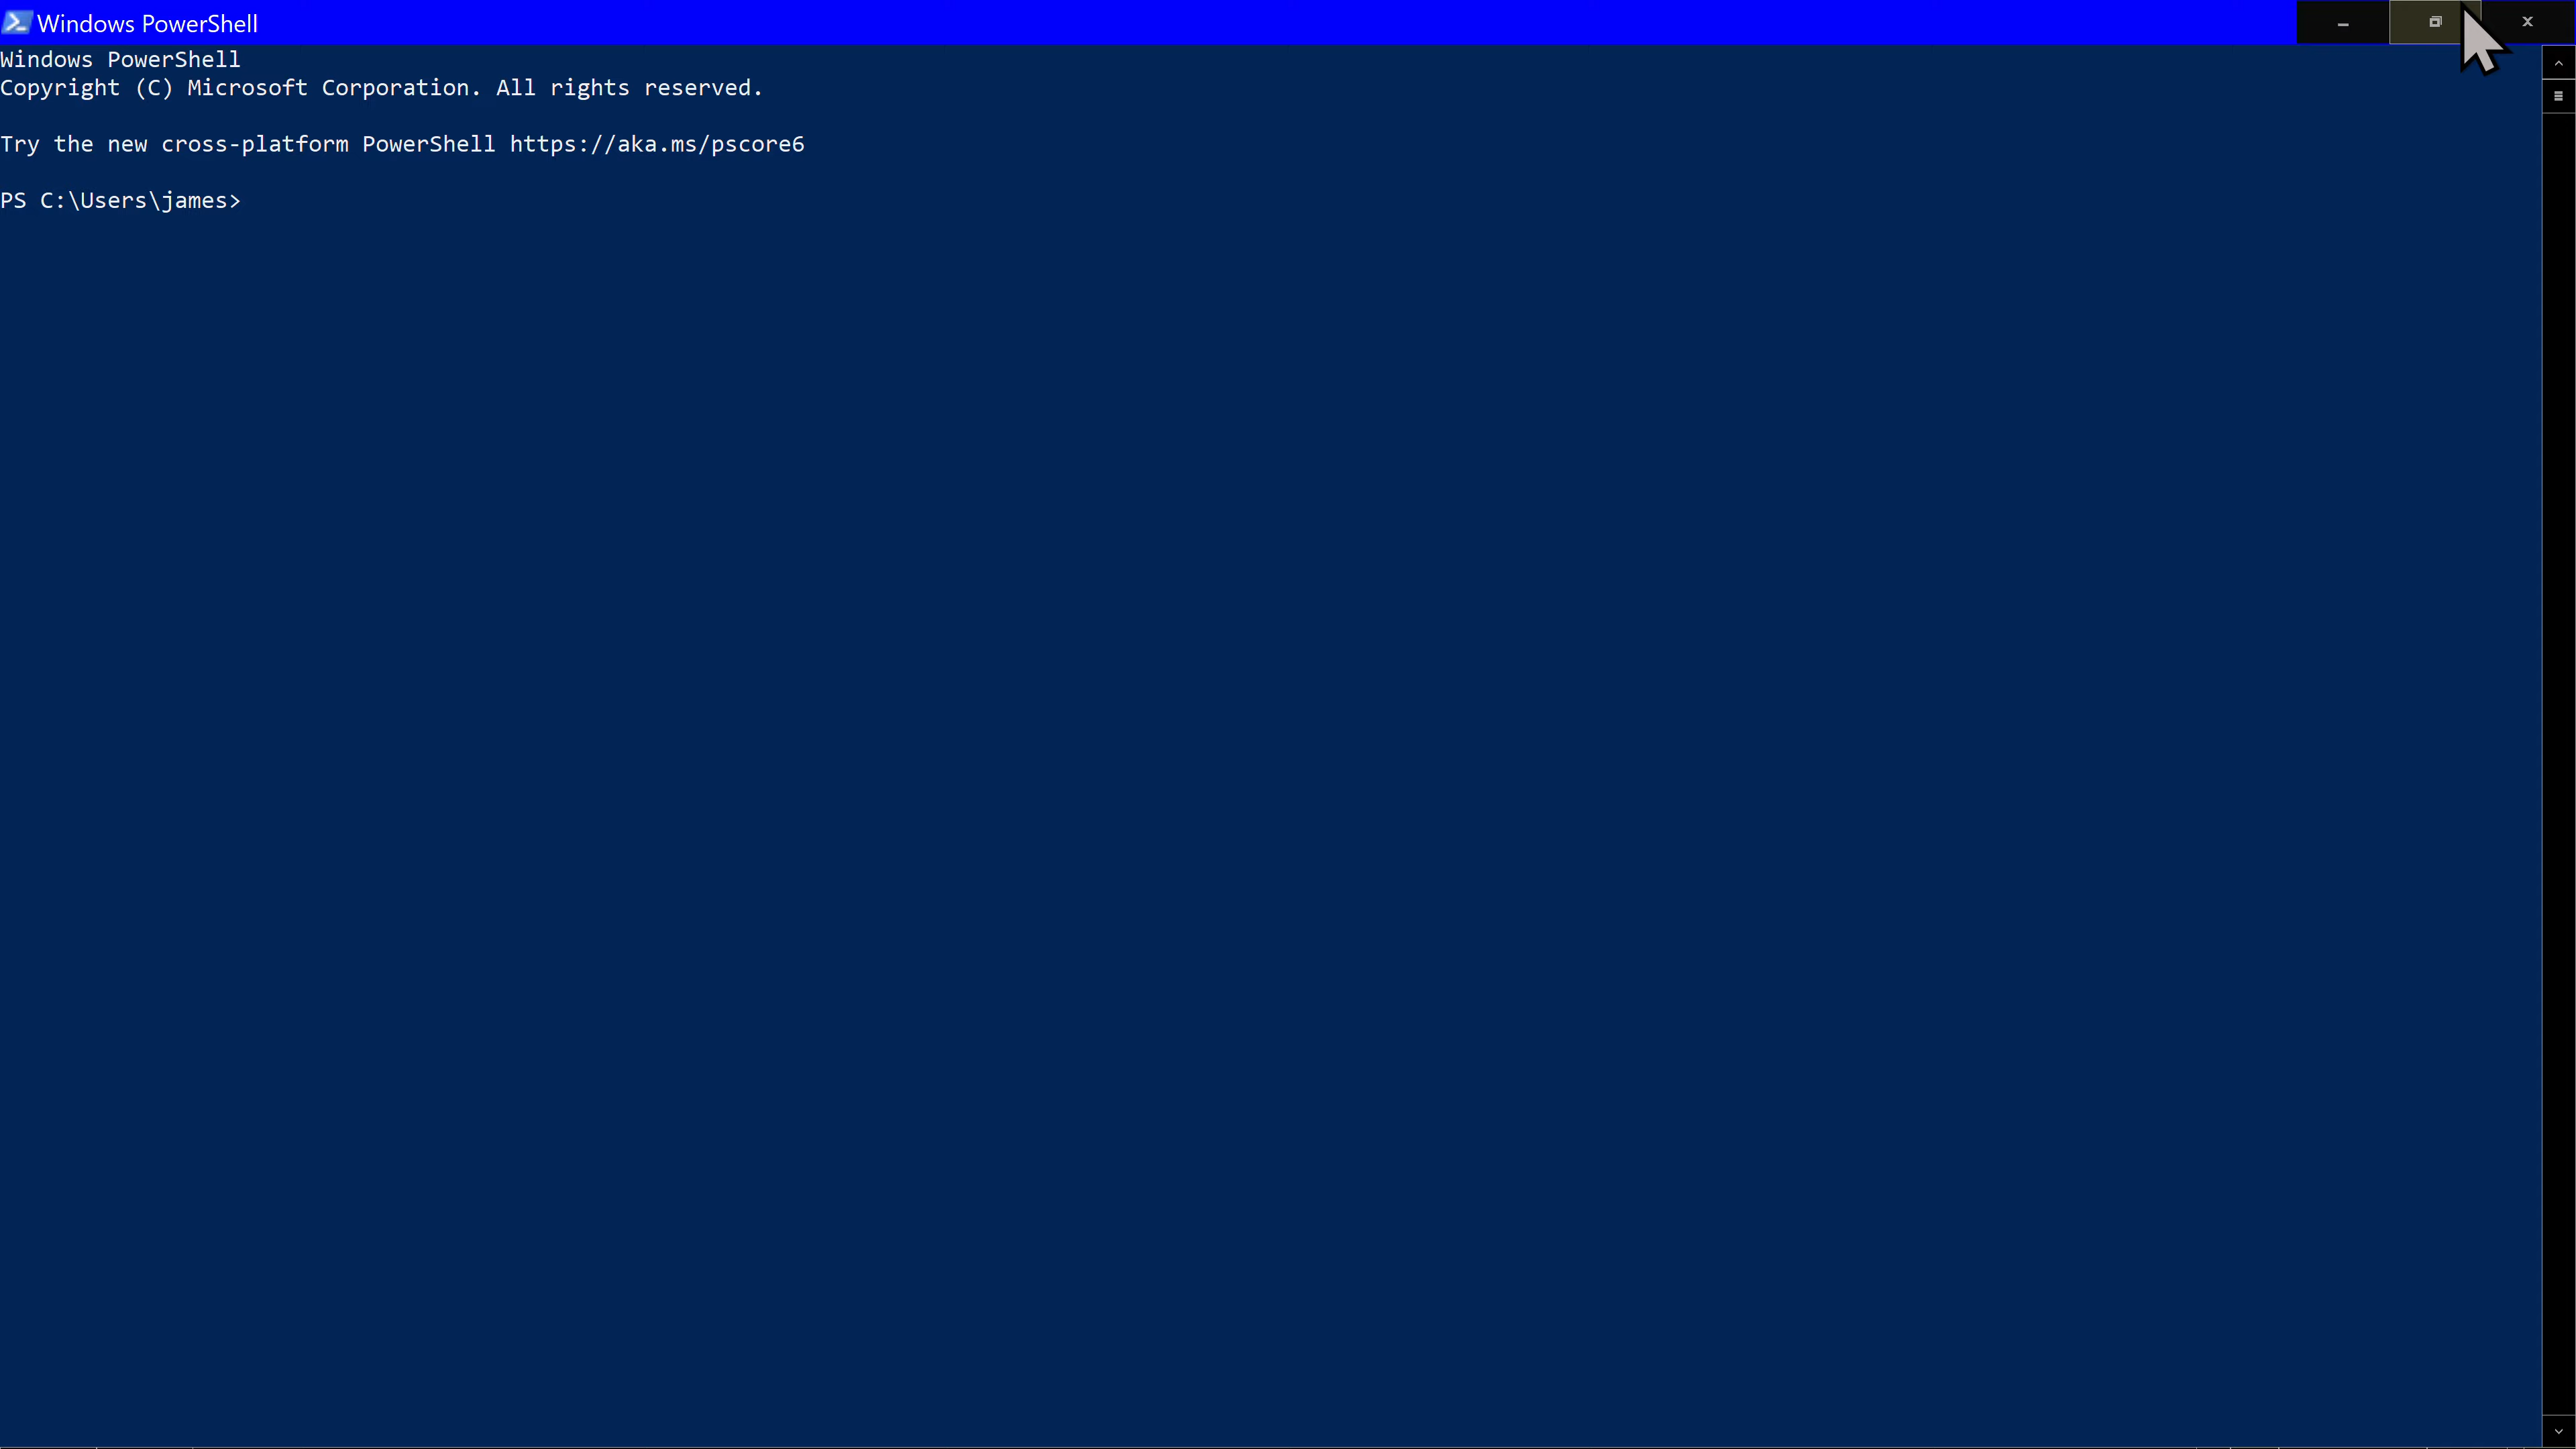 Windows PowerShell
Windows PowerShell
Copyright (C) Microsoft Corporation. All rights reserved.
Try the new cross-platform PowerShell https://aka.ms/pscore6
PS C:\Users\james>